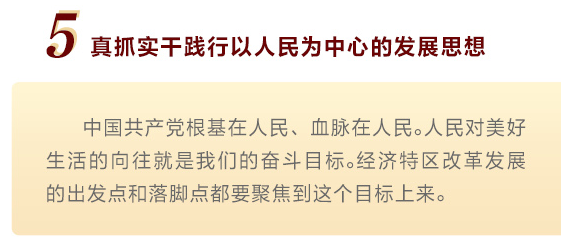 5 真抓实干践行以人民为中心的发展思想
中国共产党根基在人民、血脉在人民。人民对美好
生活的向往就是我们的奋斗目标。经济特区改革发展
的出发点和落脚点都要聚焦到这个目标上来。